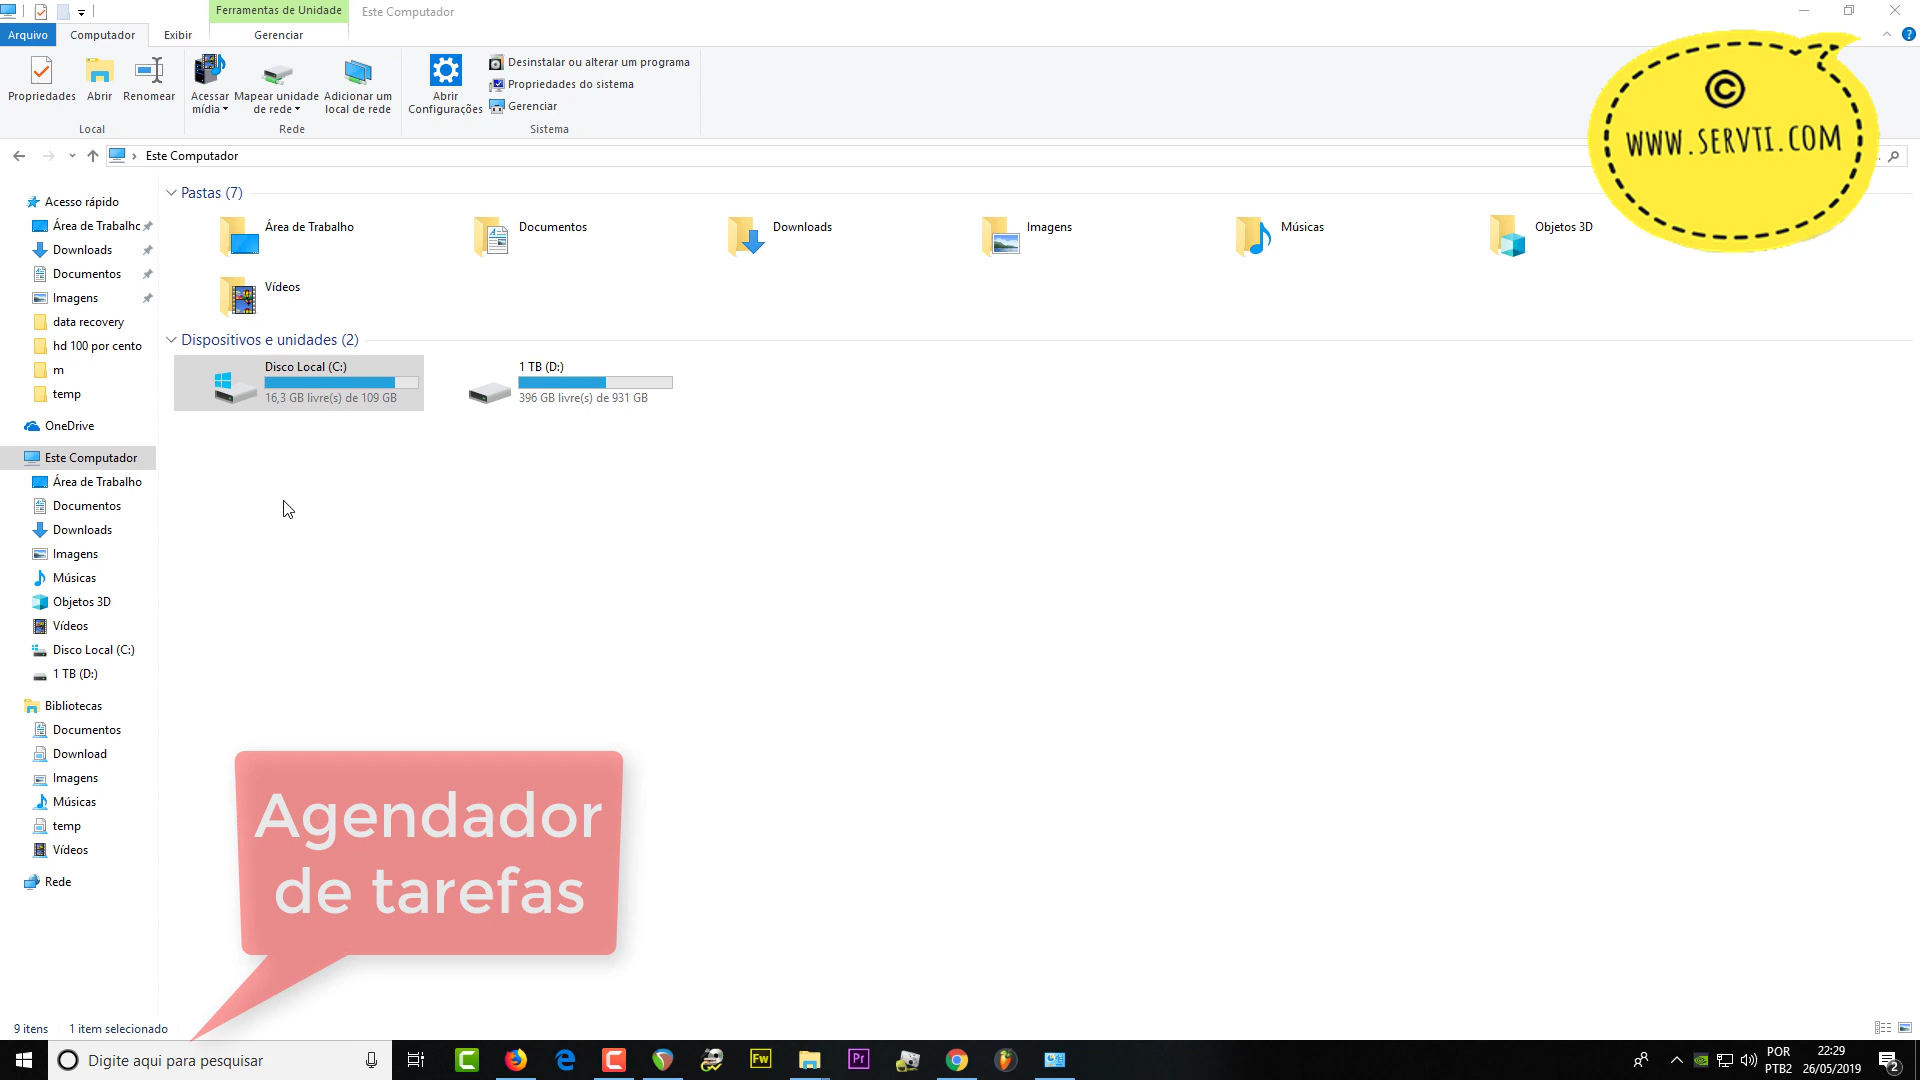 Ferramentas de Unidade
Este Computador
Arquivo
Computador
Exibir
Gerenciar
Propriedades
Abrir
Renomear
Acessar mídia
Mapear unidade de rede
Adicionar um local de rede
Abrir Configurações
Desinstalar ou alterar um programa
Propriedades do sistema
Gerenciar
Local
Rede
Sistema
©
WWW.SERVTI.COM
Este Computador
Acesso rápido
Área de Trabalho
Downloads
Documentos
Imagens
data recovery
hd 100 por cento
m
temp
OneDrive
Este Computador
Área de Trabalho
Documentos
Downloads
Imagens
Músicas
Objetos 3D
Vídeos
Disco Local (C:)
1 TB (D:)
Bibliotecas
Documentos
Download
Imagens
Músicas
temp
Vídeos
Rede
Pastas (7)
Área de Trabalho
Documentos
Downloads
Imagens
Músicas
Objetos 3D
Vídeos
Dispositivos e unidades (2)
Disco Local (C:)
16,3 GB livre(s) de 109 GB
1 TB (D:)
396 GB livre(s) de 931 GB
Agendador
de tarefas
9 itens
1 item selecionado
Digite aqui para pesquisar
Fw
Pr
POR
PTB2
22:29
26/05/2019
2